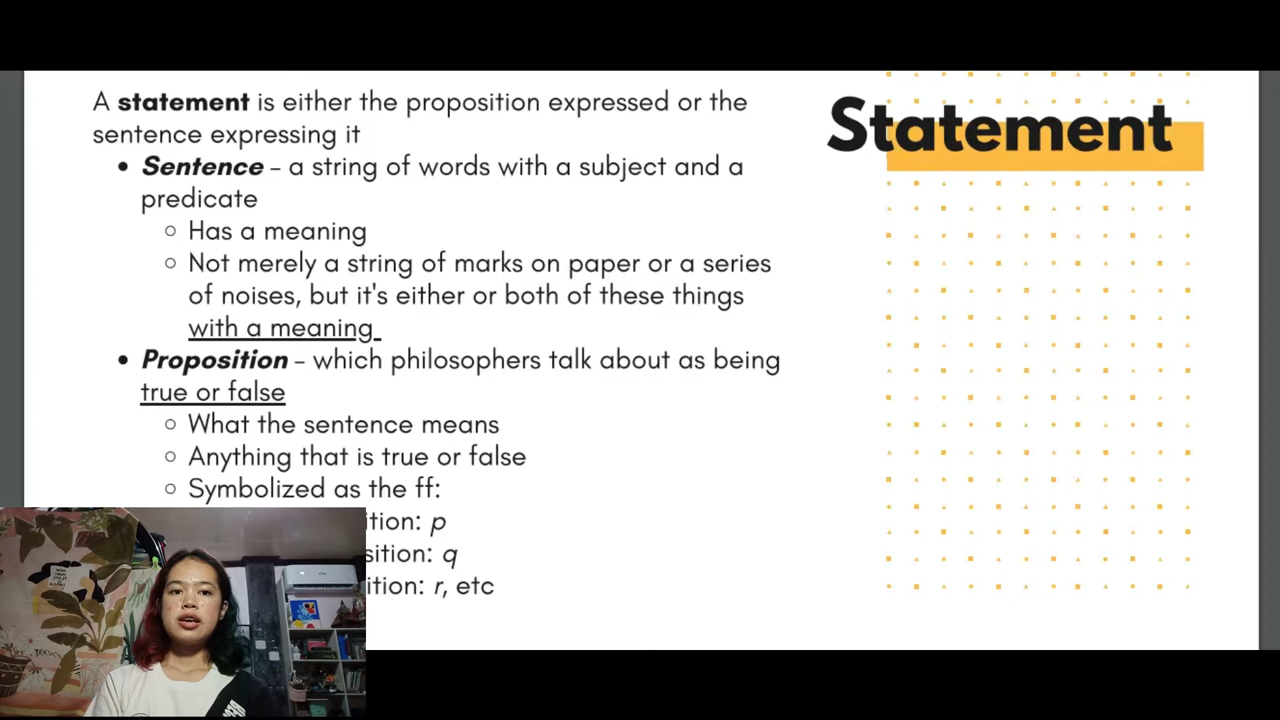 A statement is either the proposition expressed or the
sentence expressing it
• Sentence – a string of words with a subject and a
predicate
○ Has a meaning
○ Not merely a string of marks on paper or a series
of noises, but it's either or both of these things
with a meaning
• Proposition – which philosophers talk about as being
true or false
○ What the sentence means
○ Anything that is true or false
○ Symbolized as the ff:
ition: p
sition: q
ition: r, etc
Statement